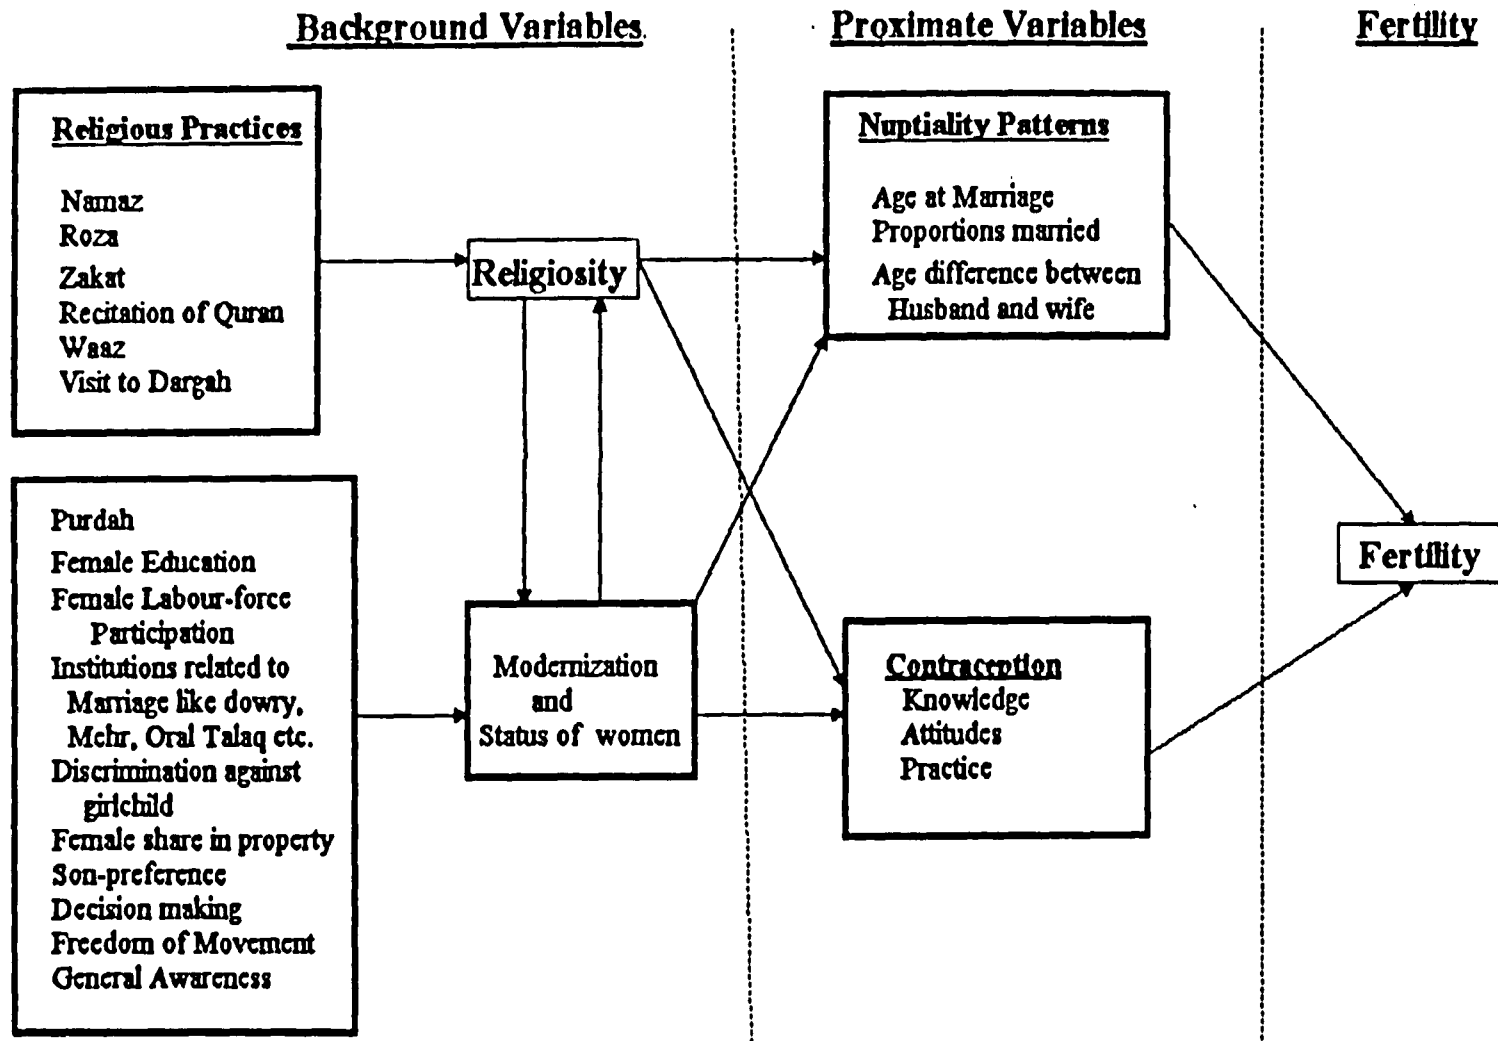 Background Variables.
Proximate Variables
Fertility
Religious Practices
Namaz
Roza
Zakat
Recitation of Quran
Waaz
Visit to Dargah
Religiosity
Nuptiality Patterns
Age at Marriage
Proportions married
Age difference between
Husband and wife
Purdah
Female Education
Female Labour-force
Participation
Institutions related to
Marriage like dowry,
Mehr, Oral Talaq etc.
Discrimination against
girlchild
Female share in property
Son-preference
Decision making
Freedom of Movement
General Awareness
Modernization
and
Status of women
Contraception
Knowledge
Attitudes
Practice
Fertility